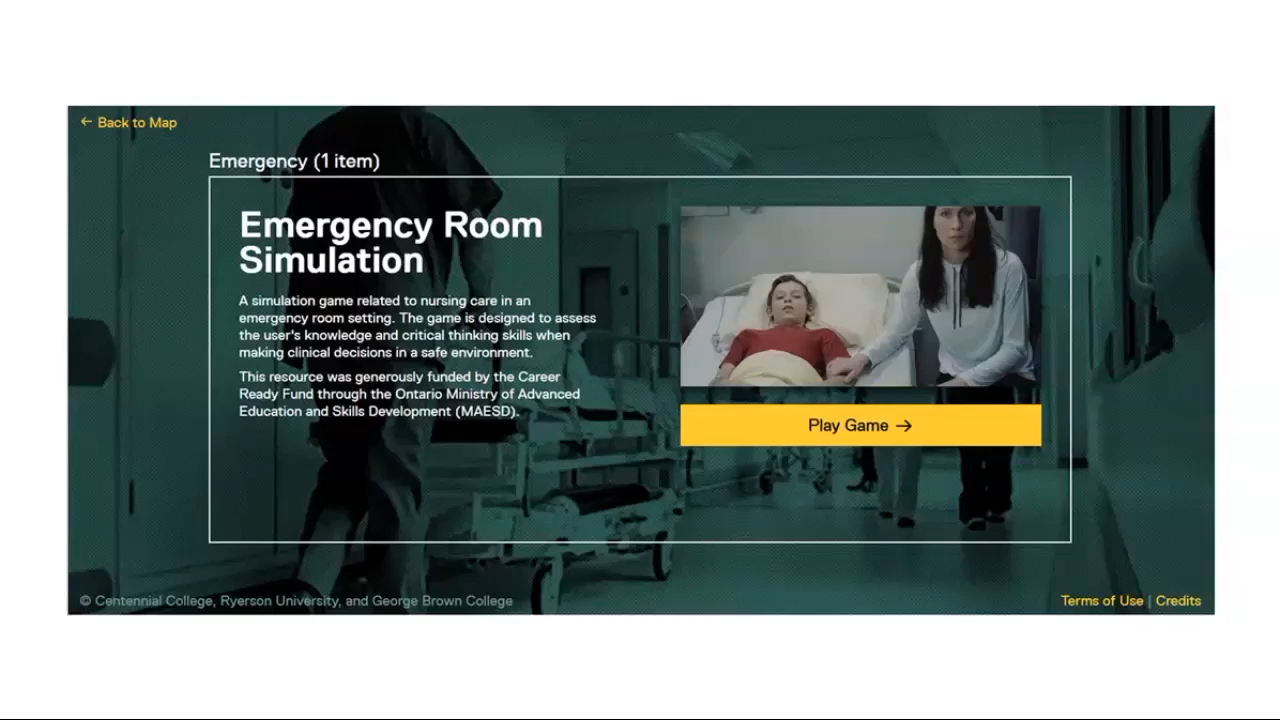 ← Back to Map
Emergency (1 item)
Emergency Room
Simulation
A simulation game related to nursing care in an
emergency room setting. The game is designed to assess
the user's knowledge and critical thinking skills when
making clinical decisions in a safe environment.
This resource was generously funded by the Career
Ready Fund through the Ontario Ministry of Advanced
Education and Skills Development (MAESD).
Play Game →
© Centennial College, Ryerson University, and George Brown College
Terms of Use | Credits